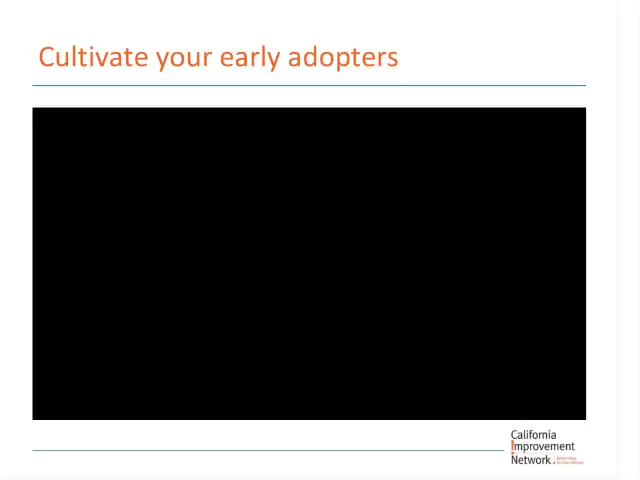 Cultivate your early adopters
California
Improvement
Network